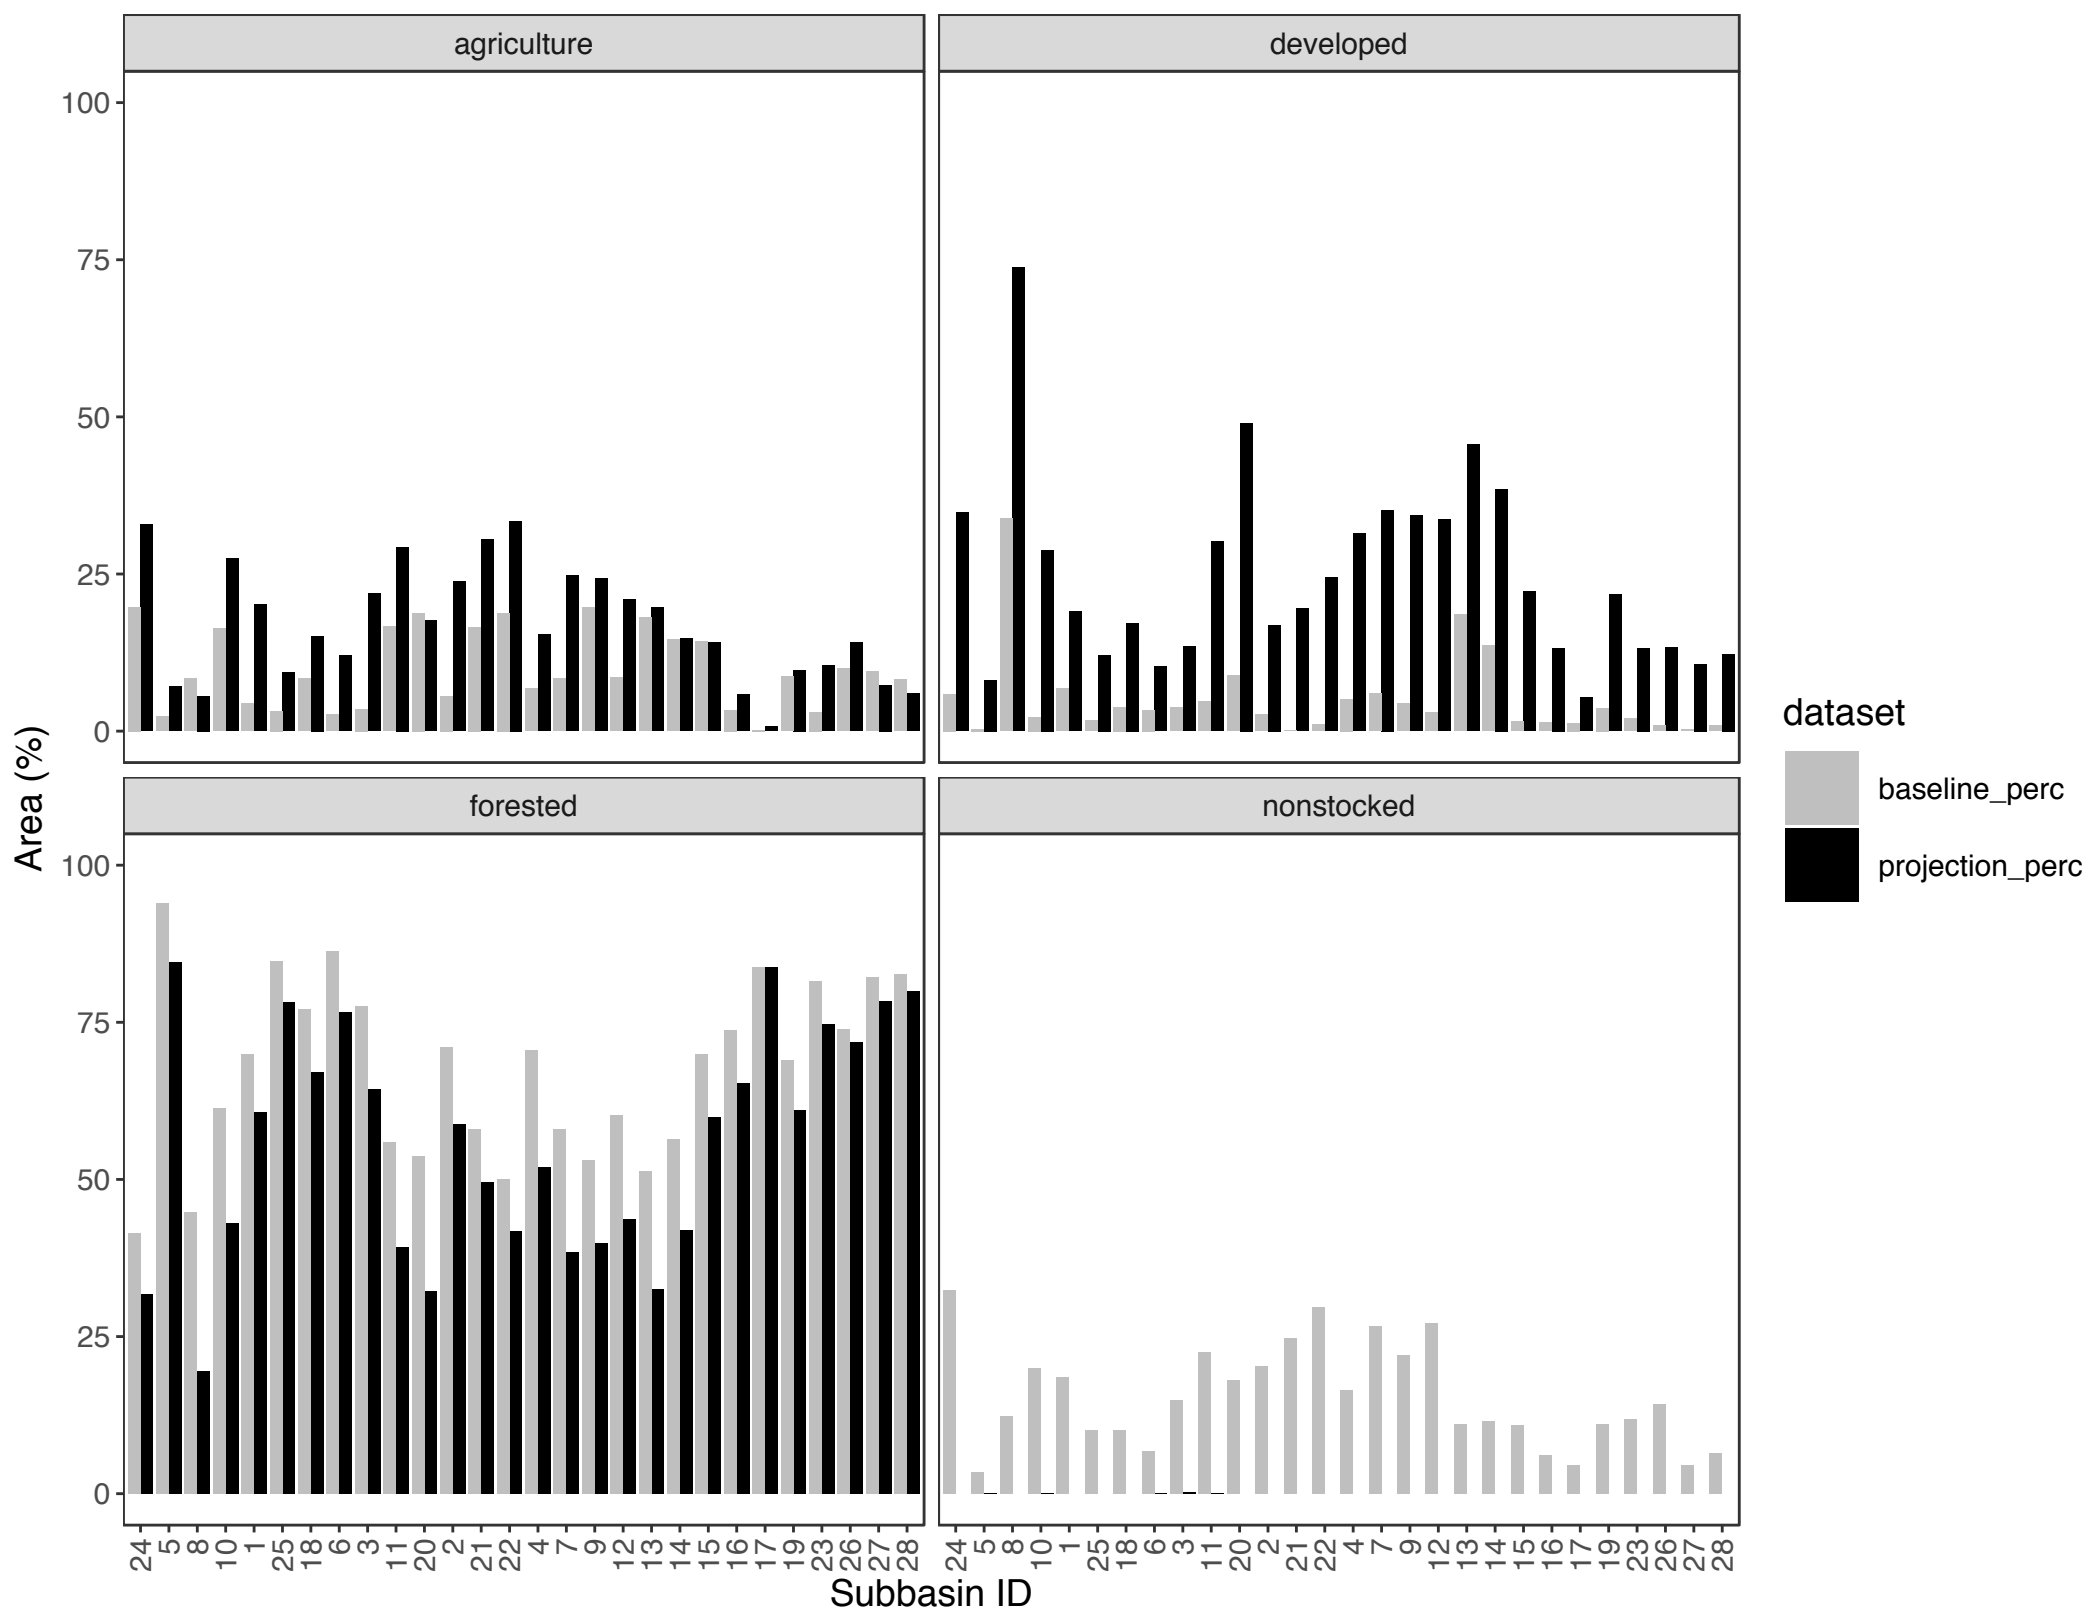 agriculture
developed
100
75
50
25
0
forested
nonstocked
100
75
50
25
0
Area (%)
24 5 8 10 1 25 18 6 3 11 20 2 21 22 4 7 9 12 13 14 15 16 17 19 23 26 27 28
24 5 8 10 1 25 18 6 3 11 20 2 21 22 4 7 9 12 13 14 15 16 17 19 23 26 27 28
Subbasin ID
dataset
baseline_perc
projection_perc